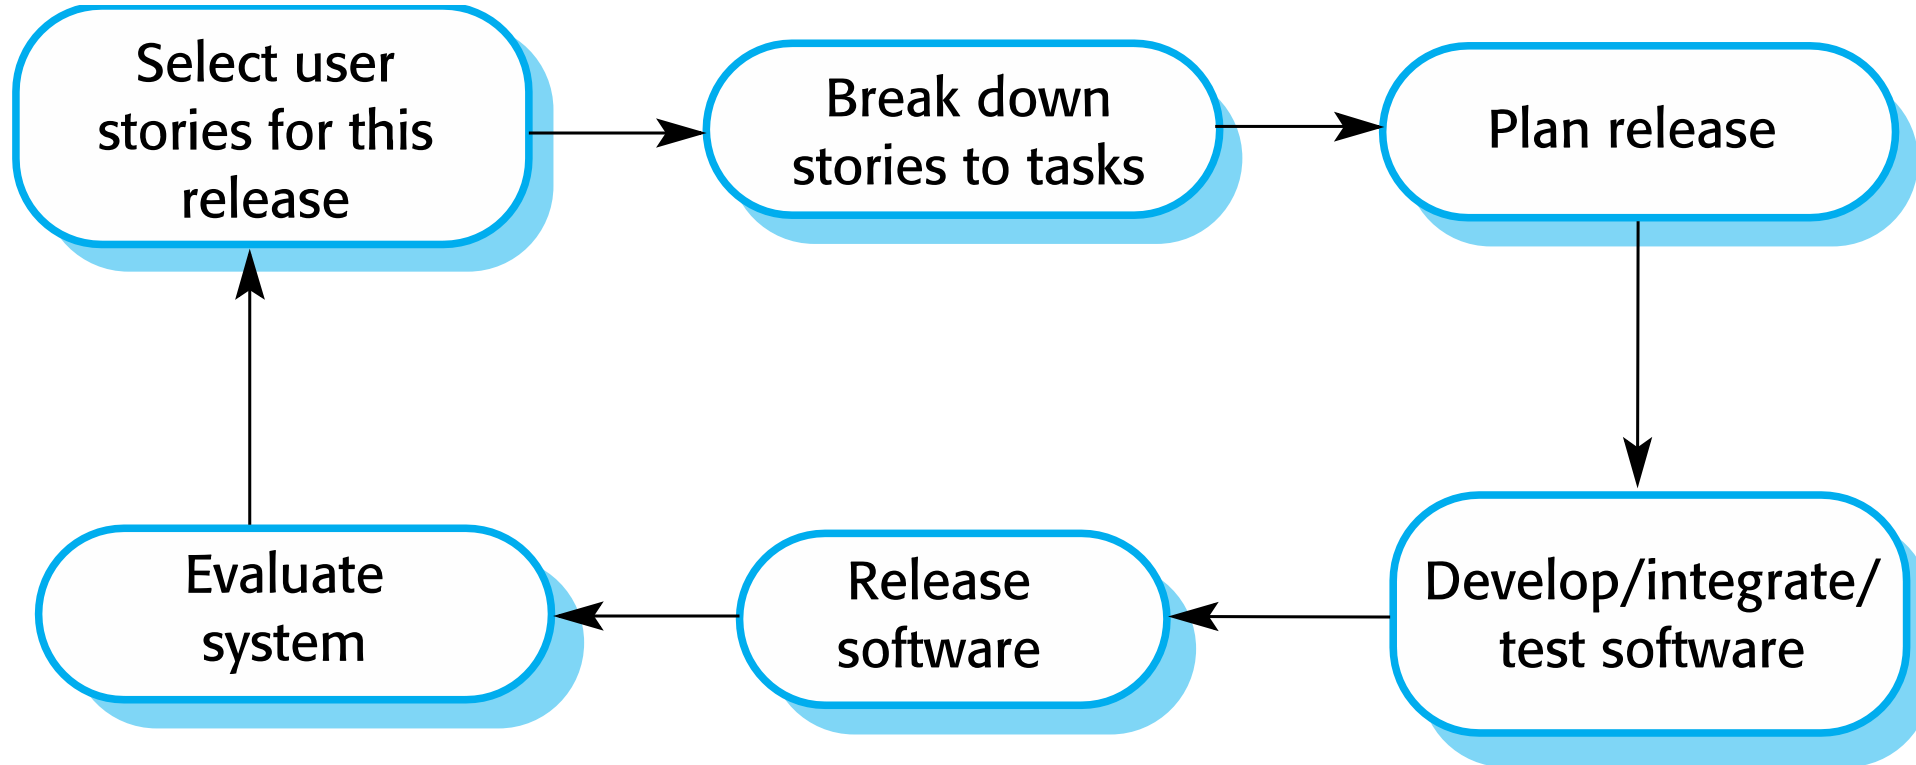 Select user
stories for this
release
Break down
stories to tasks
Plan release
Develop/integrate/
test software
Release
software
Evaluate
system